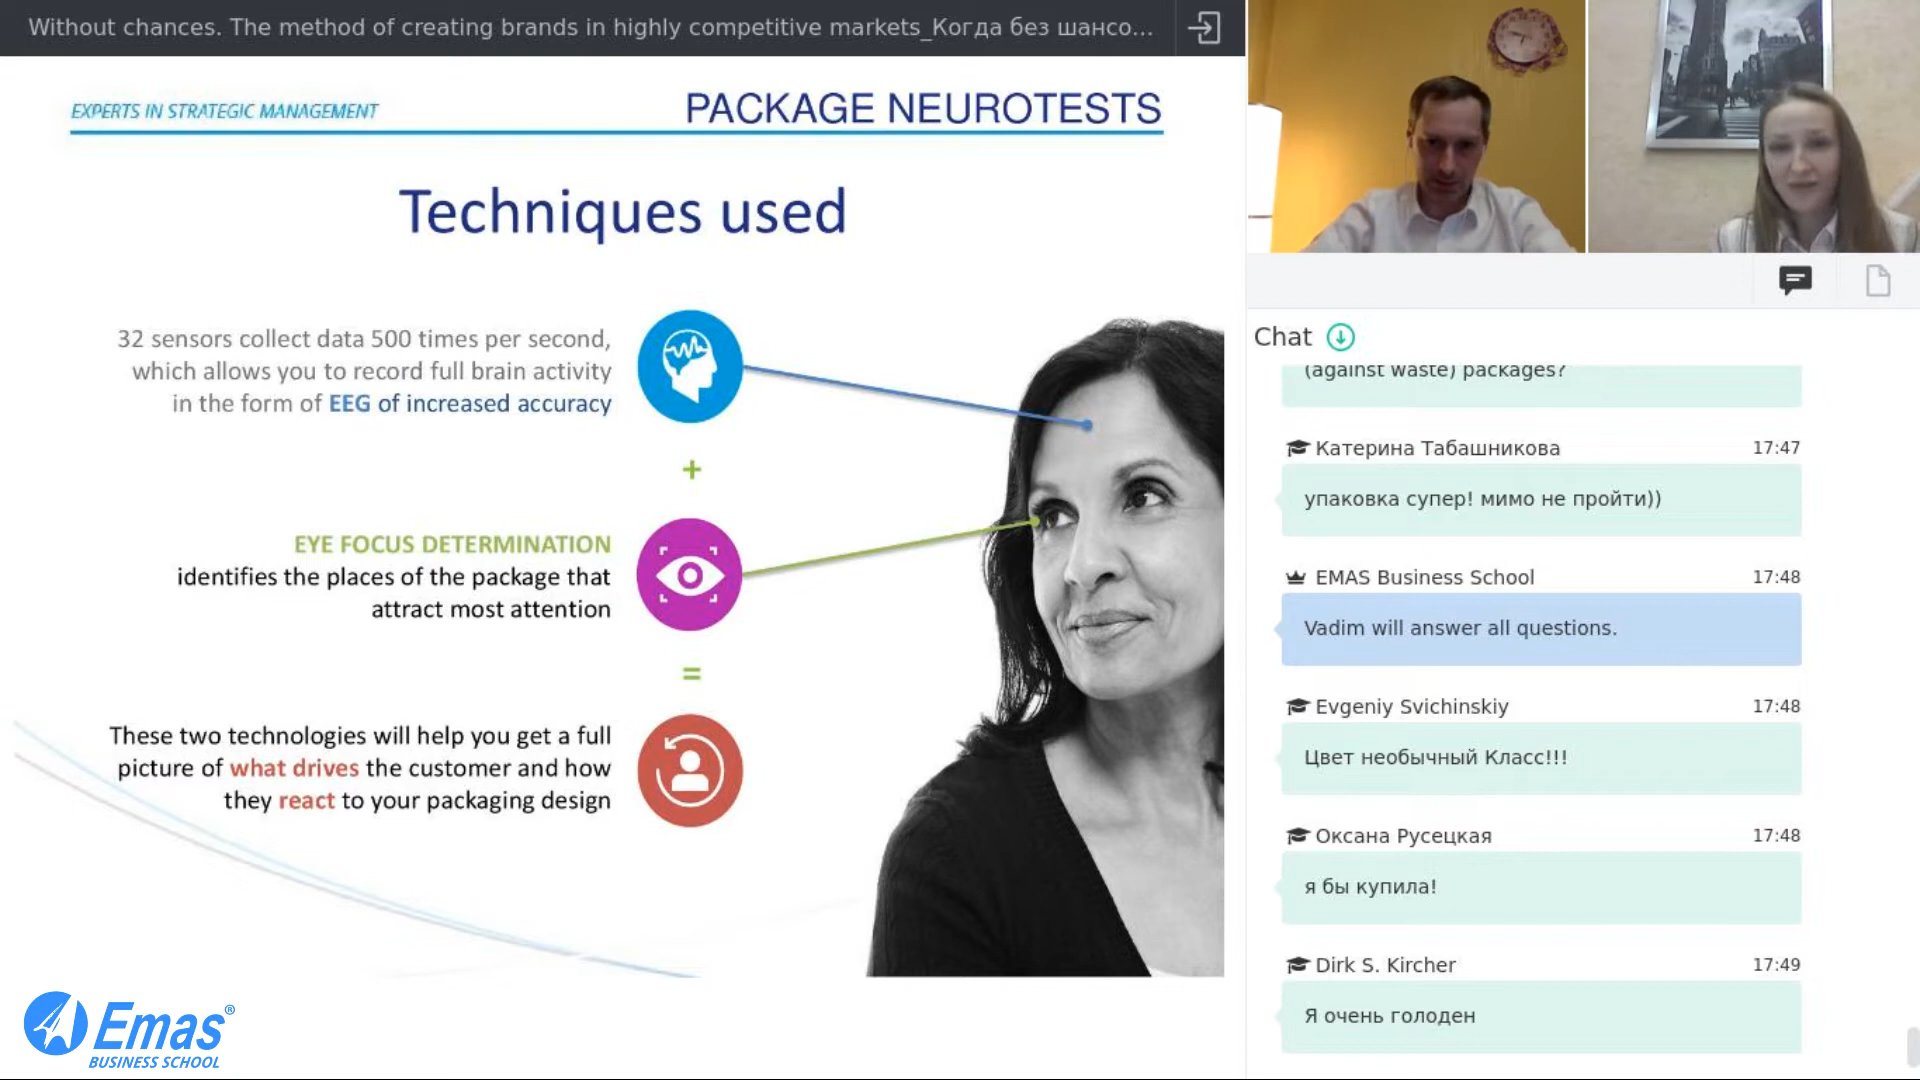 Without chances. The method of creating brands in highly competitive markets_Когда без шансо...
EXPERTS IN STRATEGIC MANAGEMENT
PACKAGE NEUROTESTS
Techniques used
32 sensors collect data 500 times per second,
which allows you to record full brain activity
in the form of EEG of increased accuracy
+
EYE FOCUS DETERMINATION
identifies the places of the package that
attract most attention
=
These two technologies will help you get a full
picture of what drives the customer and how
they react to your packaging design
Emas®
BUSINESS SCHOOL
Chat
(against waste) packages?
Катерина Табашникова 17:47
упаковка супер! мимо не пройти))
EMAS Business School 17:48
Vadim will answer all questions.
Evgeniy Svichinskiy 17:48
Цвет необычный Класс!!!
Оксана Русецкая 17:48
я бы купила!
Dirk S. Kircher 17:49
Я очень голоден